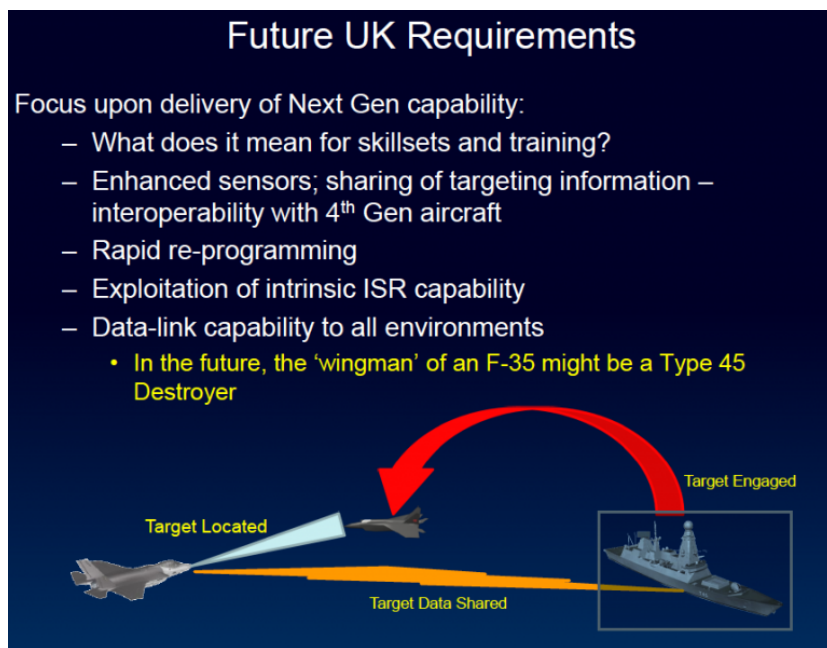 Future UK Requirements
Focus upon delivery of Next Gen capability:
– What does it mean for skillsets and training?
– Enhanced sensors; sharing of targeting information –
interoperability with 4th Gen aircraft
– Rapid re-programming
– Exploitation of intrinsic ISR capability
– Data-link capability to all environments
• In the future, the ‘wingman’ of an F-35 might be a Type 45
Destroyer
Target Engaged
Target Located
Target Data Shared